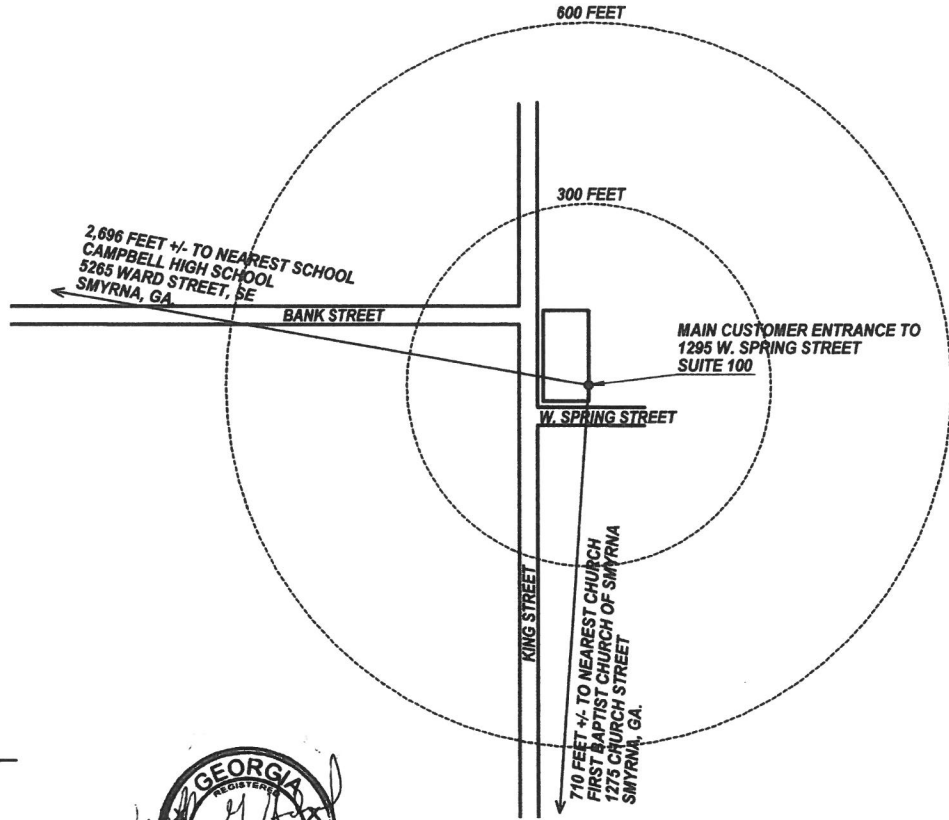 600 FEET
300 FEET
2,696 FEET +/- TO NEAREST SCHOOL
CAMPBELL HIGH SCHOOL
5265 WARD STREET, SE
SMYRNA, GA.
BANK STREET
MAIN CUSTOMER ENTRANCE TO
1295 W. SPRING STREET
SUITE 100
W. SPRING STREET
KING STREET
710 FEET +/- TO NEAREST CHURCH
FIRST BAPTIST CHURCH OF SMYRNA
1275 CHURCH STREET
SMYRNA, GA.
GEORGIA
REGISTERED